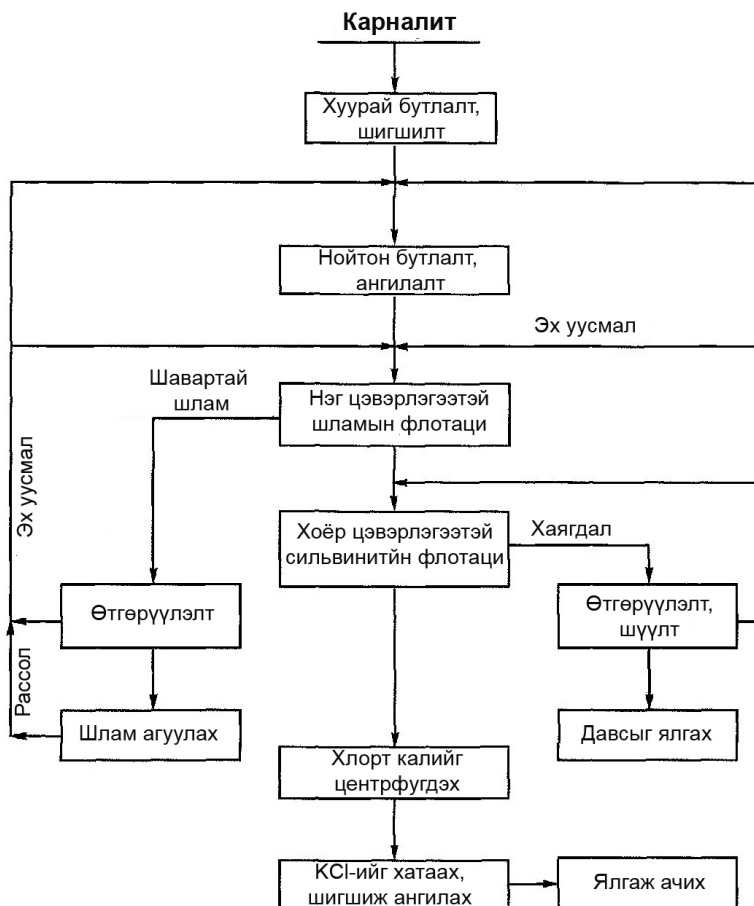 Карналит
Хуурай бутлалт,
шигшилт
Нойтон бутлалт,
ангилалт
Эх уусмал
Шавартай
шлам
Нэг цэвэрлэгээтэй
шламын флотаци
Эх уусмал
Хоёр цэвэрлэгээтэй
сильвинитйн флотаци
Хаягдал
Өтгөрүүлэлт
Өтгөрүүлэлт,
шүүлт
Рассол
Шлам агуулах
Давсыг ялгах
Хлорт калийг
центрфугдэх
KCl-ийг хатаах,
шигшиж ангилах
Ялгаж ачих